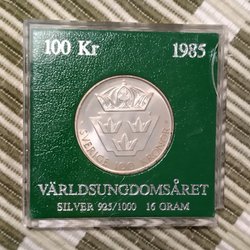 100 Kr 1985
SVERIGE 100 KRONOR
VÄRLDSUNGDOMSÅRET
SILVER 925/1000 16 GRAM